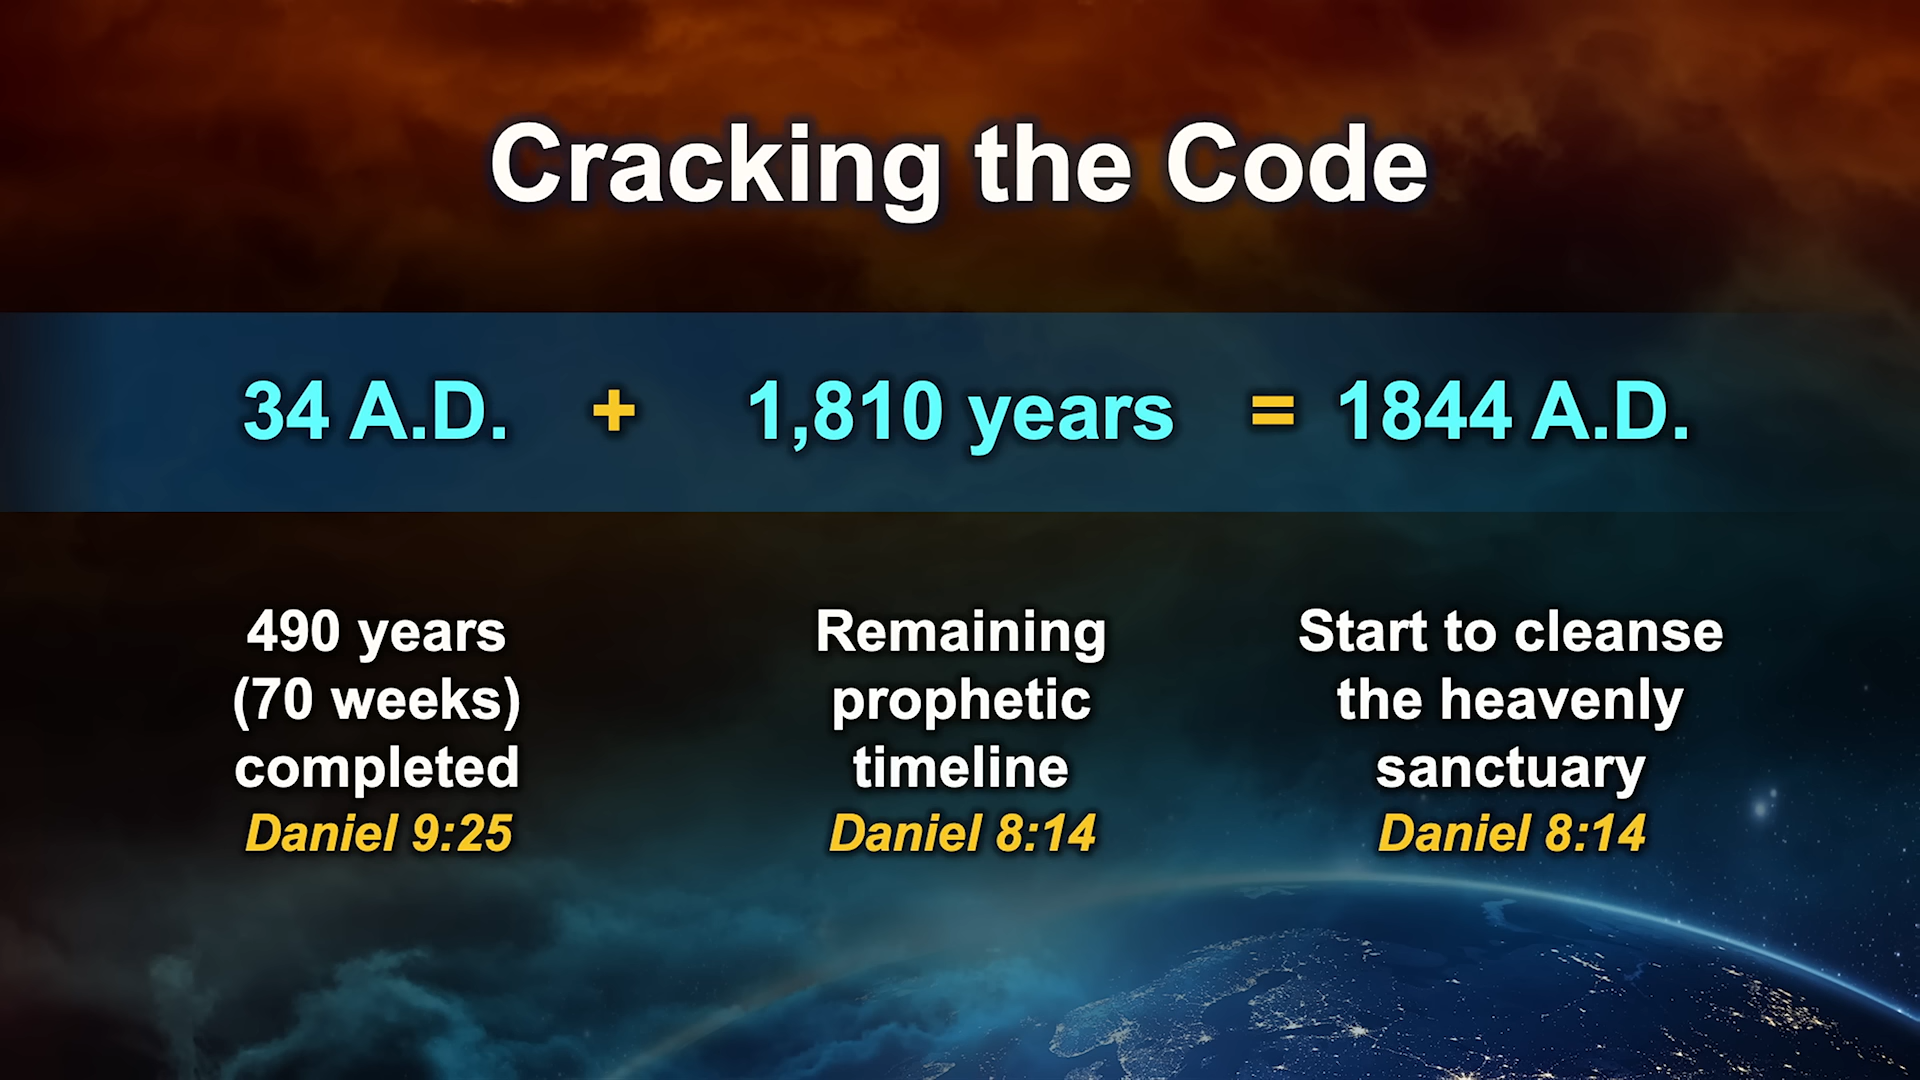 Cracking the Code
34 A.D. + 1,810 years = 1844 A.D.
490 years
(70 weeks)
completed
Daniel 9:25
Remaining
prophetic
timeline
Daniel 8:14
Start to cleanse
the heavenly
sanctuary
Daniel 8:14